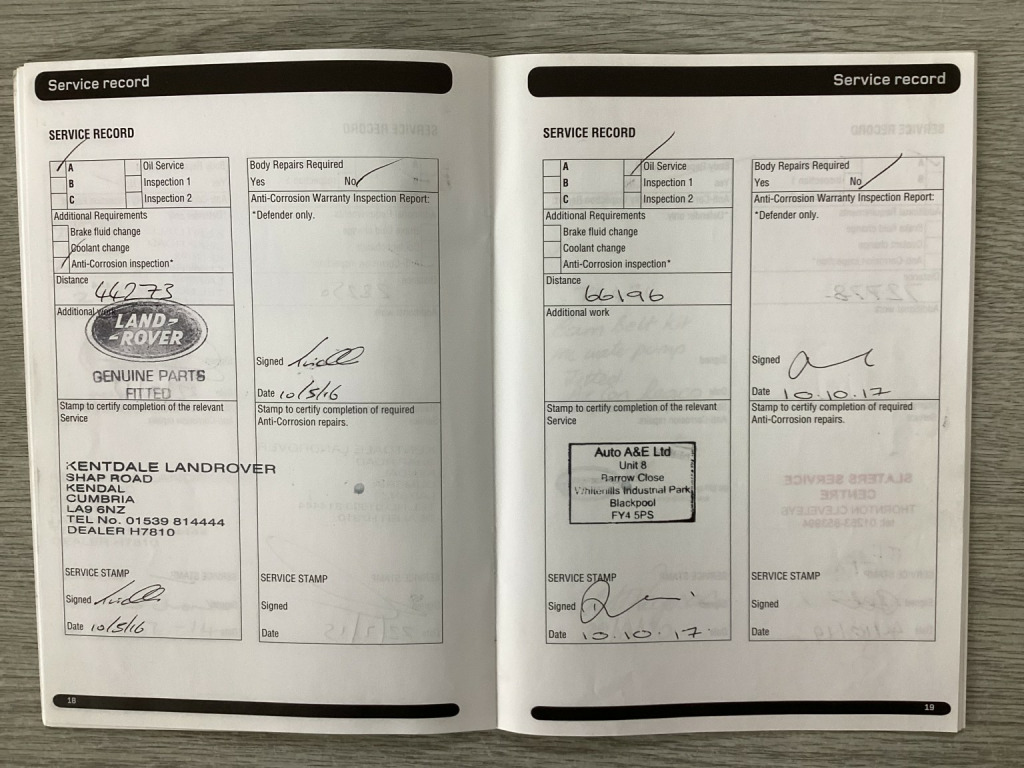 Service record
SERVICE RECORD
A Oil Service
B Inspection 1
C Inspection 2
Additional Requirements
Brake fluid change
Coolant change
Anti-Corrosion inspection*
Distance
44273
Additional work
LAND-
-ROVER
GENUINE PARTS
FITTED
Body Repairs Required
Yes No
Anti-Corrosion Warranty Inspection Report:
*Defender only.
Signed
Date 10/5/16
Stamp to certify completion of the relevant
Service
KENTDALE LANDROVER
SHAP ROAD
KENDAL
CUMBRIA
LA9 6NZ
TEL No. 01539 814444
DEALER H7810
SERVICE STAMP
Signed
Date 10/5/16
Stamp to certify completion of required
Anti-Corrosion repairs.
SERVICE STAMP
Signed
Date
18
Service record
SERVICE RECORD
A Oil Service
B Inspection 1
C Inspection 2
Additional Requirements
Brake fluid change
Coolant change
Anti-Corrosion inspection*
Distance
66196
Additional work
Body Repairs Required
Yes No
Anti-Corrosion Warranty Inspection Report:
*Defender only.
Signed
Date 10.10.17
Stamp to certify completion of the relevant
Service
Auto A&E Ltd
Unit 8
Barrow Close
Whitehills Industrial Park
Blackpool
FY4 5PS
SERVICE STAMP
Signed
Date 10.10.17
Stamp to certify completion of required
Anti-Corrosion repairs.
SERVICE STAMP
Signed
Date
19